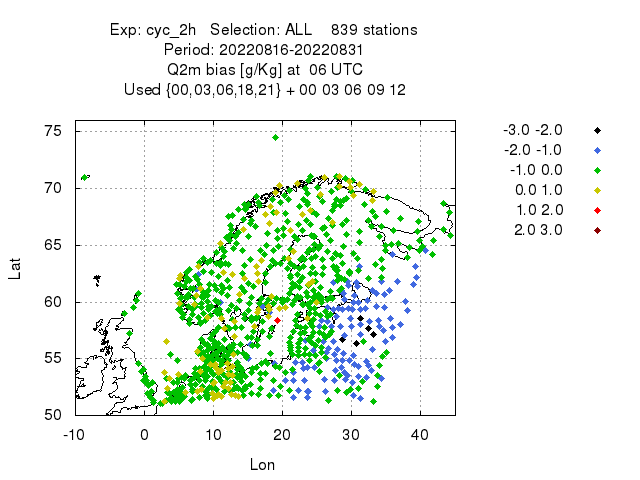 Exp: cyc_2h   Selection: ALL    839 stations
Period: 20220816-20220831
Q2m bias [g/Kg] at  06 UTC
Used {00,03,06,18,21} + 00 03 06 09 12
-3.0 -2.0
-2.0 -1.0
-1.0 0.0
0.0 1.0
1.0 2.0
2.0 3.0
75
70
65
60
55
50
Lat
-10 0 10 20 30 40
Lon